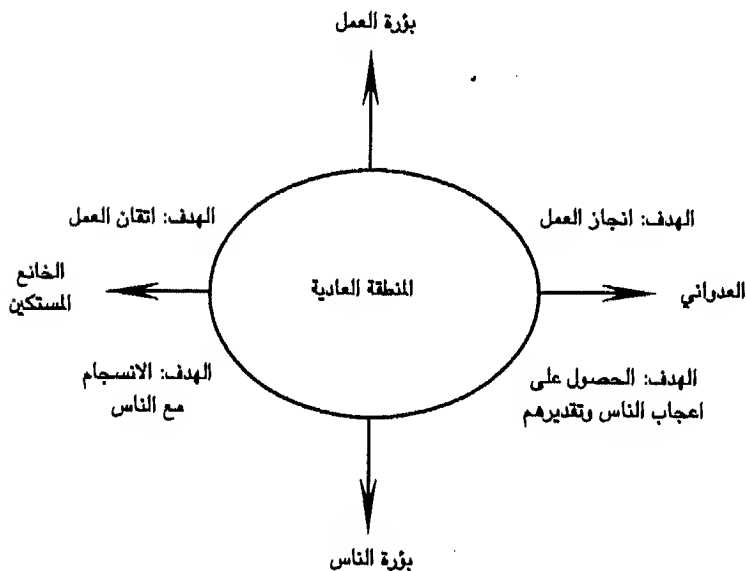 بؤرة العمل
الهدف: انجاز العمل
الهدف: اتقان العمل
العدواني
المنطقة العادية
الخانع
المستكين
الهدف: الحصول على
اعجاب الناس وتقديرهم
الهدف: الانسجام
مع الناس
بؤرة الناس